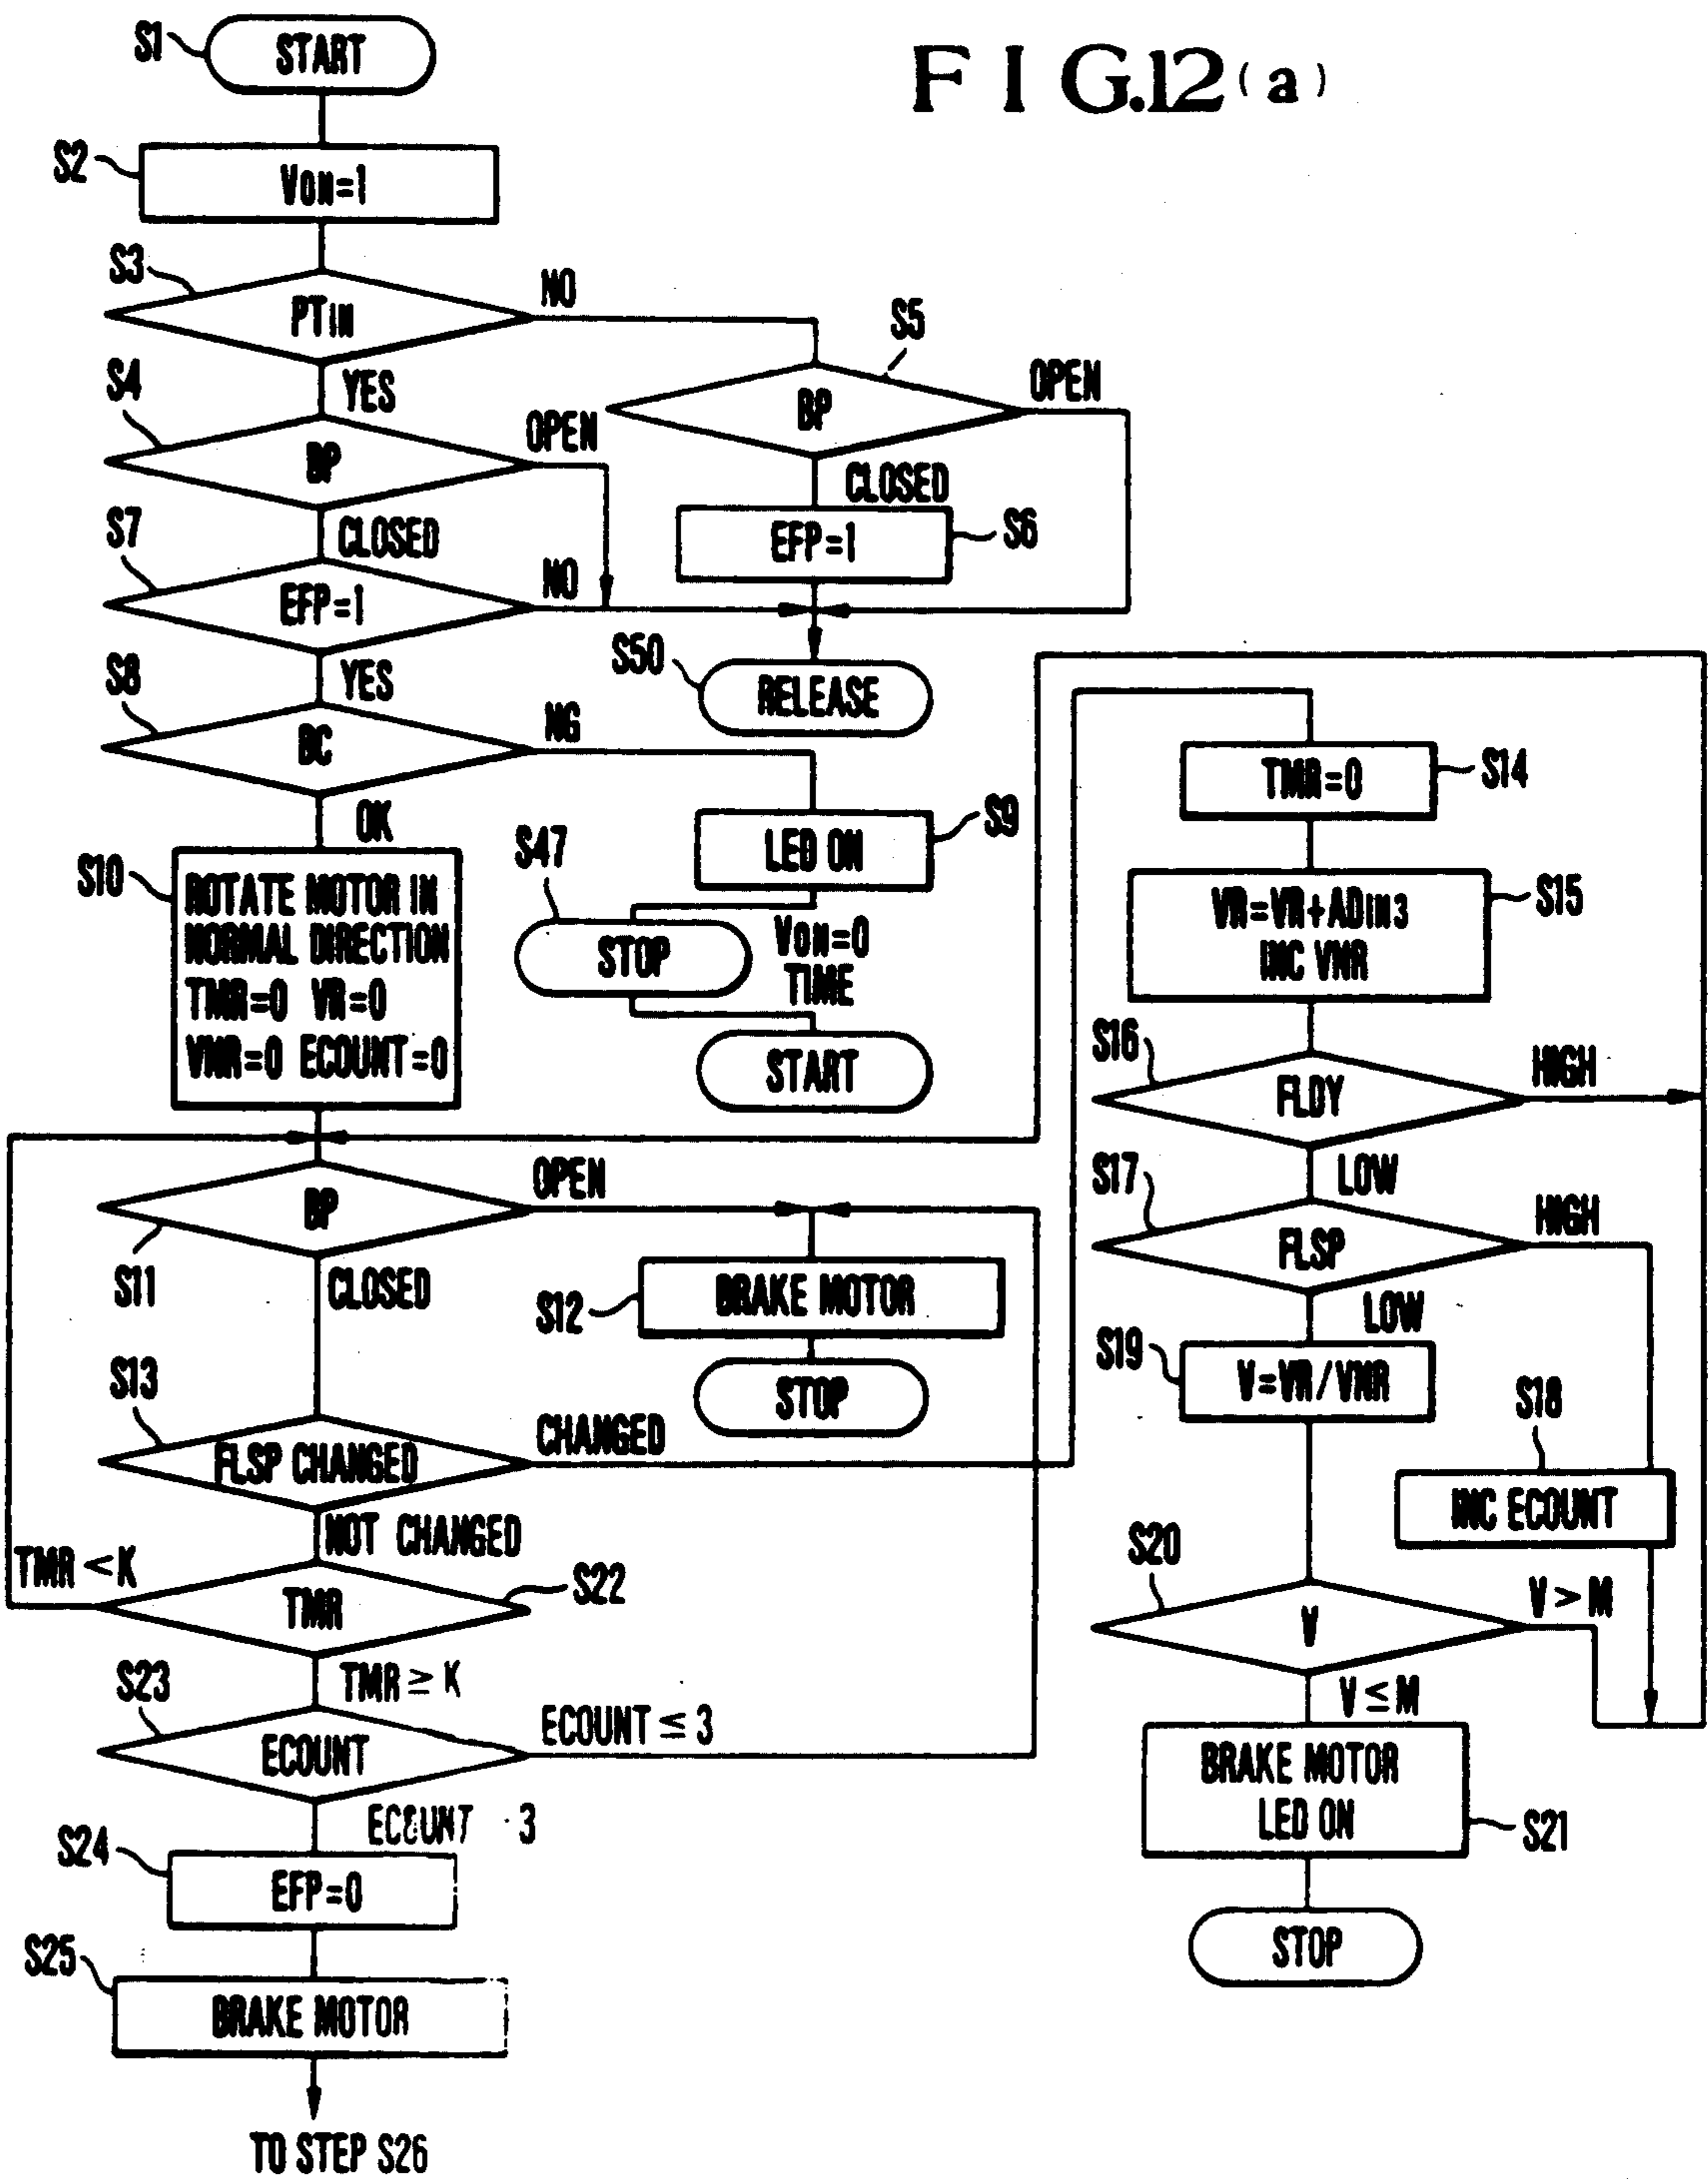 FIG.12(a)
S1
START
S2
VON=1
S3
PTIN
NO
YES
S4
BP
OPEN
CLOSED
S5
BP
OPEN
CLOSED
EFP=1
S6
S7
EFP=1
NO
YES
S50
RELEASE
S8
BC
NG
OK
LED ON
S9
S47
STOP
VON=0
TIME
START
S10
ROTATE MOTOR IN
NORMAL DIRECTION
TMR=0 VR=0
VNR=0 ECOUNT=0
BP
OPEN
S11
CLOSED
S12
BRAKE MOTOR
STOP
S13
FLSP CHANGED
CHANGED
NOT CHANGED
TMR<K
TMR
S22
TMR≥K
S23
ECOUNT
ECOUNT≤3
ECOUNT 3
S24
EFP=0
S25
BRAKE MOTOR
TO STEP S26
TMR=0
S14
VR=VR+ADIN3
INC VNR
S15
S16
FLDY
HIGH
LOW
S17
FLSP
HIGH
LOW
S19
V=VR/VNR
S18
INC ECOUNT
S20
V
V>M
V≤M
BRAKE MOTOR
LED ON
S21
STOP